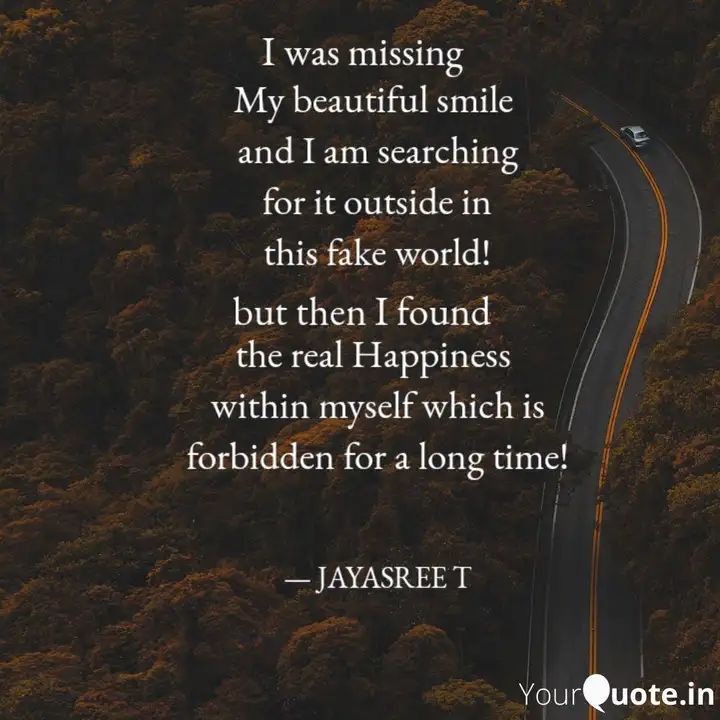 I was missing
My beautiful smile
and I am searching
for it outside in
this fake world!
but then I found
the real Happiness
within myself which is
forbidden for a long time!
— JAYASREE T
YourQuote.in